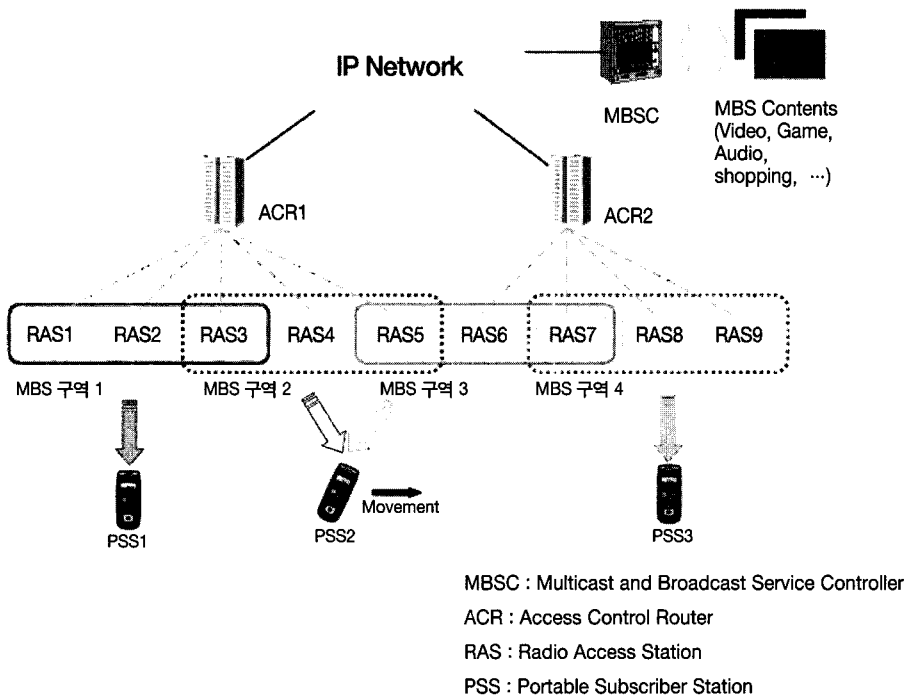 IP Network
MBSC
MBS Contents
(Video, Game,
Audio,
shopping, ···)
ACR1
ACR2
RAS1 RAS2 RAS3 RAS4 RAS5 RAS6 RAS7 RAS8 RAS9
MBS 구역 1 MBS 구역 2 MBS 구역 3 MBS 구역 4
Movement
PSS1 PSS2 PSS3
MBSC : Multicast and Broadcast Service Controller
ACR : Access Control Router
RAS : Radio Access Station
PSS : Portable Subscriber Station